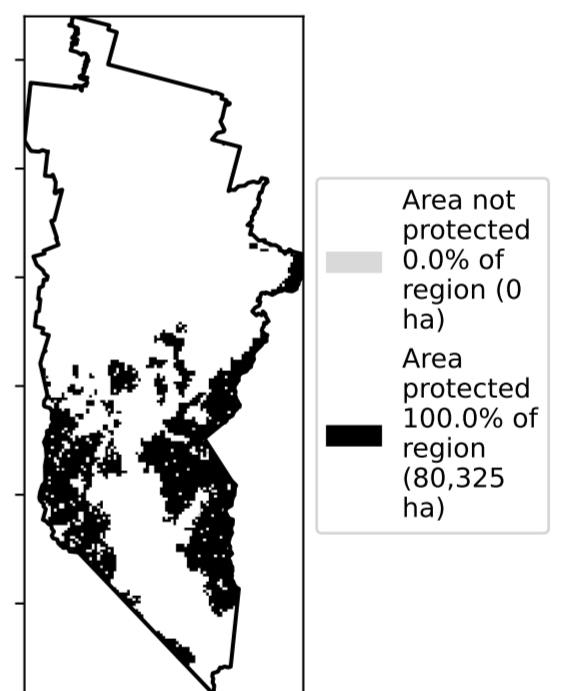 Area not
protected
0.0% of
region (0
ha)
Area
protected
100.0% of
region
(80,325
ha)